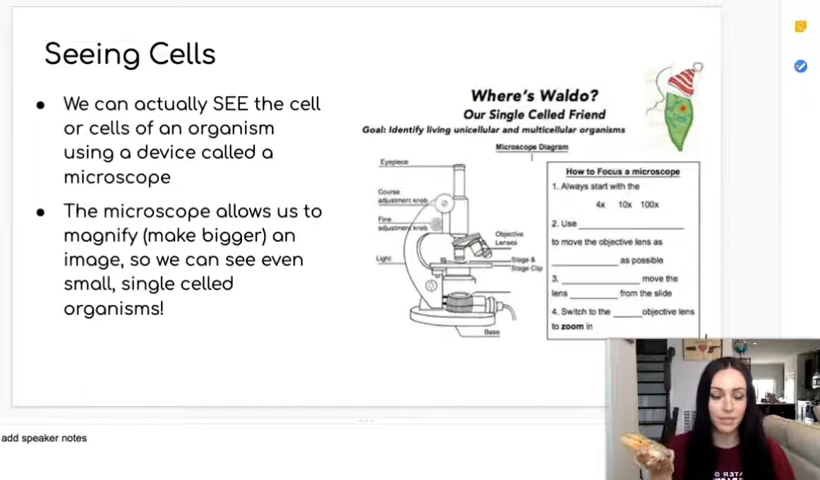 Seeing Cells
● We can actually SEE the cell
or cells of an organism
using a device called a
microscope
● The microscope allows us to
magnify (make bigger) an
image, so we can see even
small, single celled
organisms!
Where's Waldo?
Our Single Celled Friend
Goal: Identify living unicellular and multicellular organisms
Microscope Diagram
Eyepiece
Course
adjustment knob
Fine
adjustment knob
Light
Objective
Lenses
Stage &
Stage Clip
Base
How to Focus a microscope
1. Always start with the
4x 10x 100x
2. Use ____________
to move the objective lens as
____________ as possible
3. ____________ move the
lens ________ from the slide
4. Switch to the _____ objective lens
to zoom in
add speaker notes